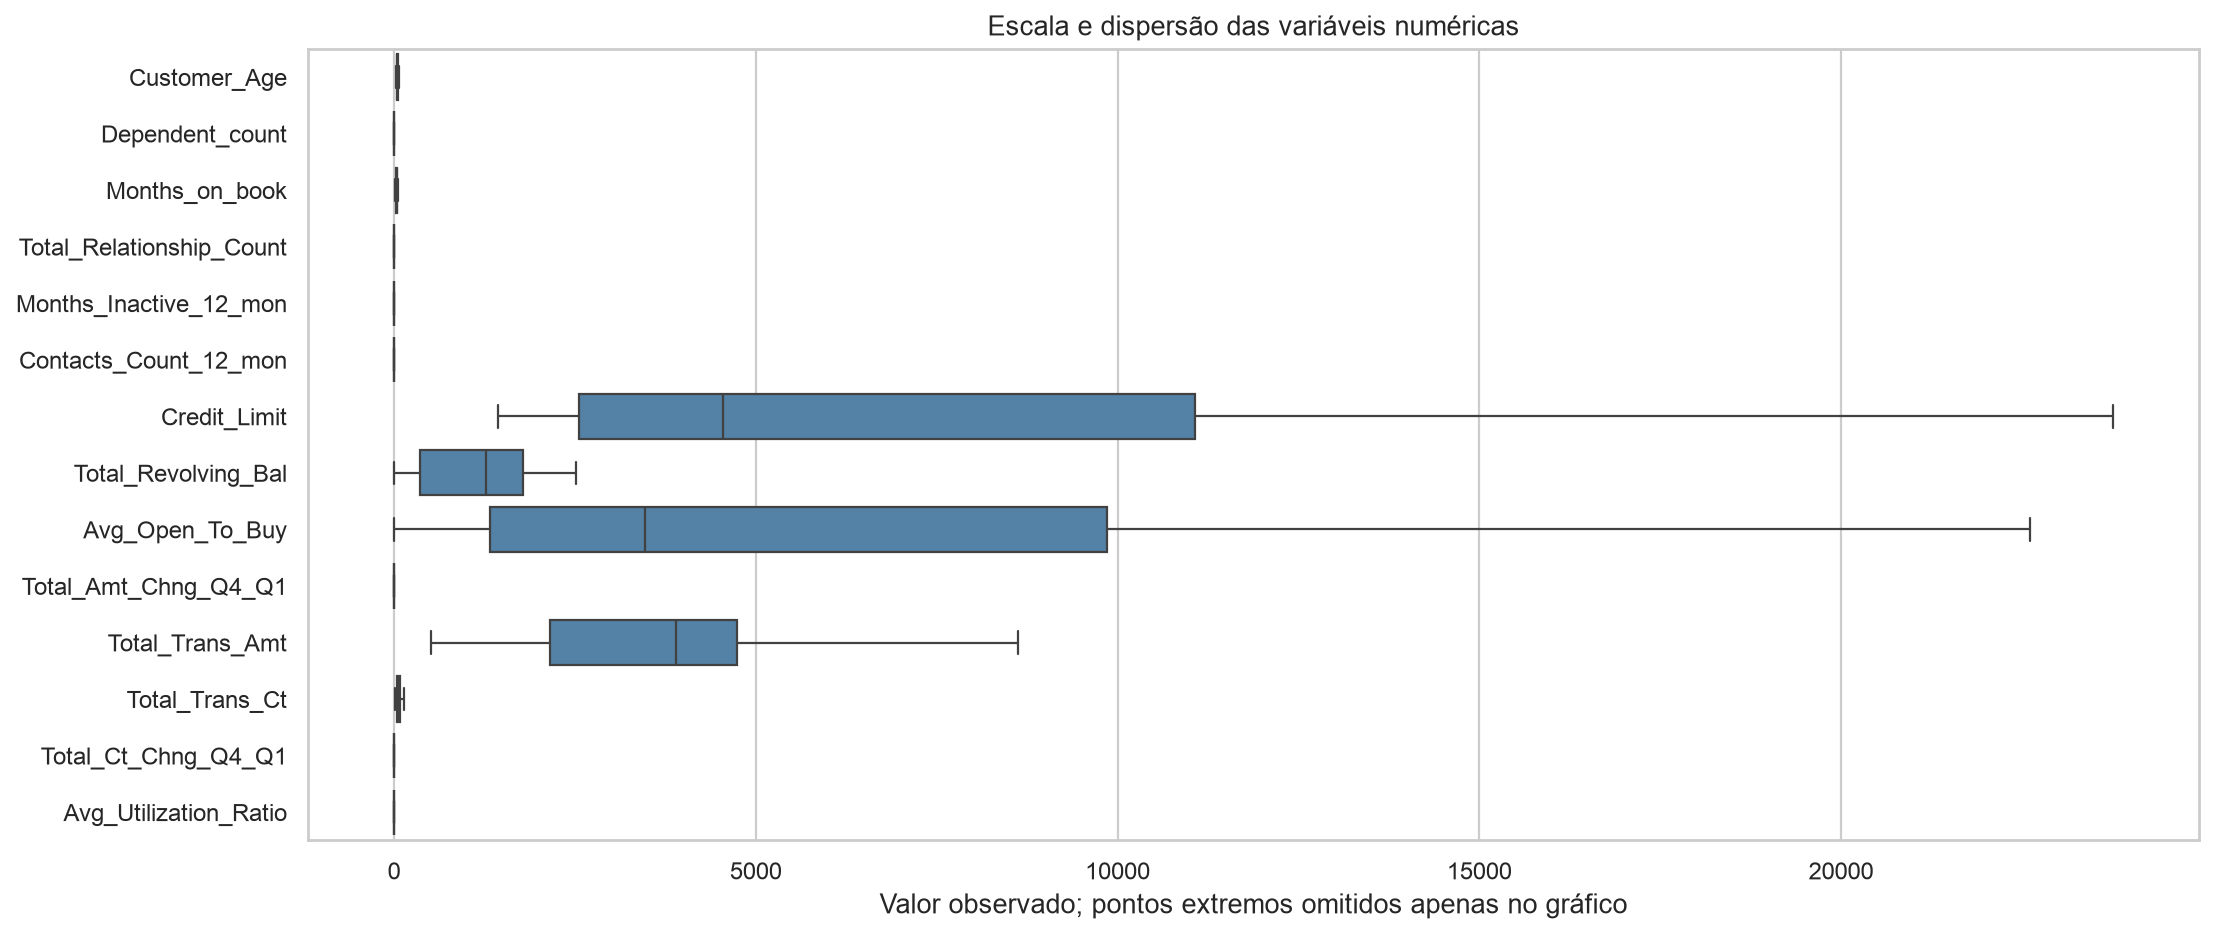 Escala e dispersão das variáveis numéricas
Customer_Age
Dependent_count
Months_on_book
Total_Relationship_Count
Months_Inactive_12_mon
Contacts_Count_12_mon
Credit_Limit
Total_Revolving_Bal
Avg_Open_To_Buy
Total_Amt_Chng_Q4_Q1
Total_Trans_Amt
Total_Trans_Ct
Total_Ct_Chng_Q4_Q1
Avg_Utilization_Ratio
0 5000 10000 15000 20000
Valor observado; pontos extremos omitidos apenas no gráfico